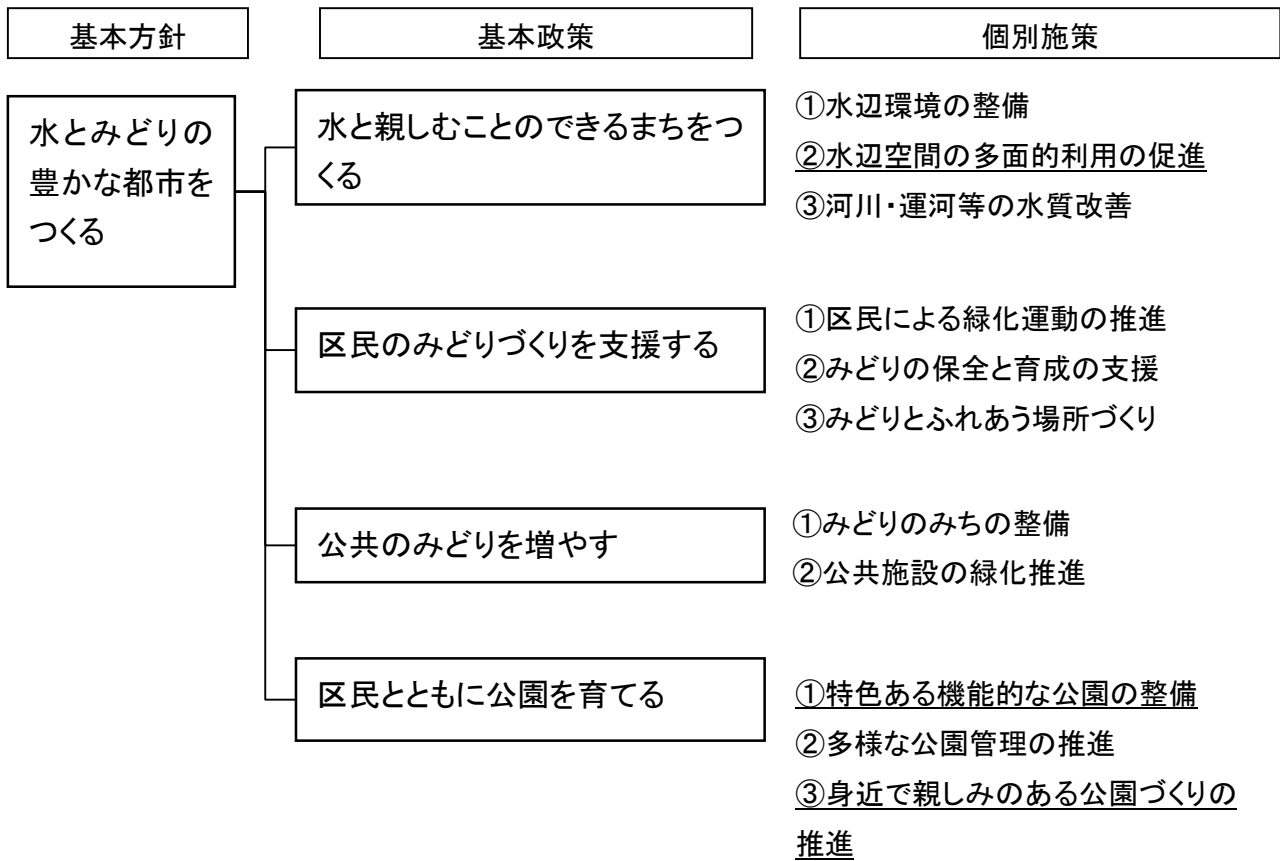 基本方針
基本政策
個別施策
水とみどりの
豊かな都市を
つくる
水と親しむことのできるまちをつ
くる
①水辺環境の整備
②水辺空間の多面的利用の促進
③河川・運河等の水質改善
区民のみどりづくりを支援する
①区民による緑化運動の推進
②みどりの保全と育成の支援
③みどりとふれあう場所づくり
公共のみどりを増やす
①みどりのみちの整備
②公共施設の緑化推進
区民とともに公園を育てる
①特色ある機能的な公園の整備
②多様な公園管理の推進
③身近で親しみのある公園づくりの
推進